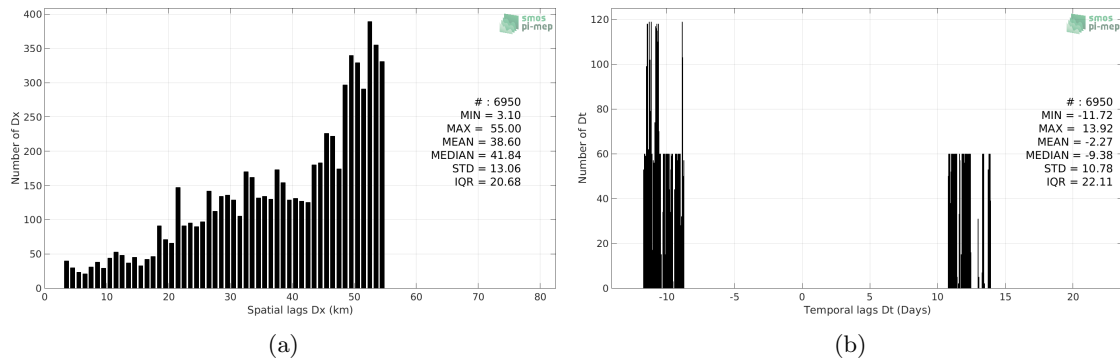 400
350
300
250
200
150
100
50
0
Number of Dx
0 10 20 30 40 50 60 70 80
Spatial lags Dx (km)
smos
pi-mep
# : 6950
MIN = 3.10
MAX = 55.00
MEAN = 38.60
MEDIAN = 41.84
STD = 13.06
IQR = 20.68
(a)
120
100
80
60
40
20
0
Number of Dt
-10 -5 0 5 10 15 20
Temporal lags Dt (Days)
smos
pi-mep
# : 6950
MIN = -11.72
MAX = 13.92
MEAN = -2.27
MEDIAN = -9.38
STD = 10.78
IQR = 22.11
(b)